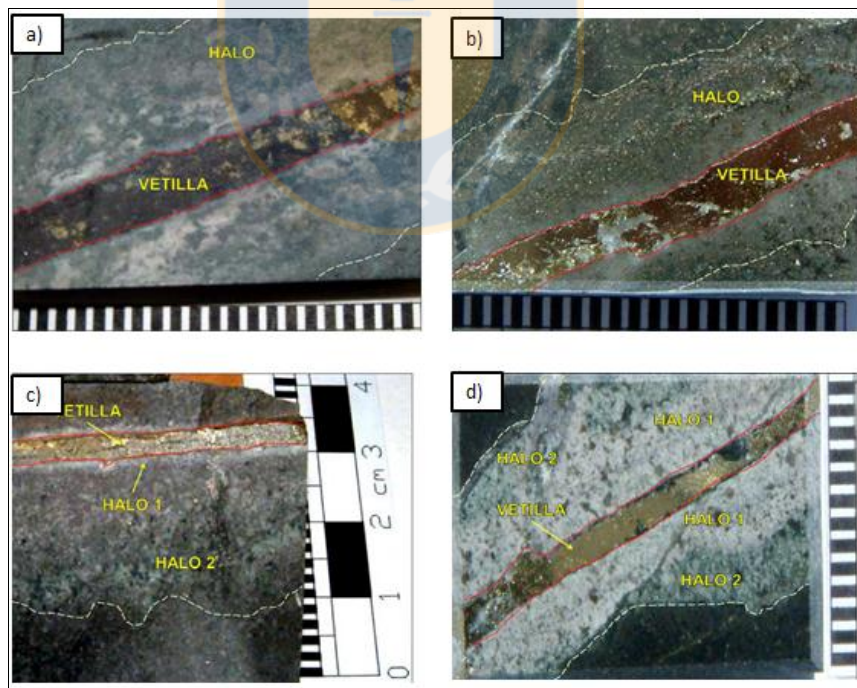 a)
HALO
VETILLA
b)
HALO
VETILLA
c)
VETILLA
HALO 1
HALO 2
4
3
2 cm
1
0
d)
HALO 1
HALO 2
VETILLA
HALO 1
HALO 2